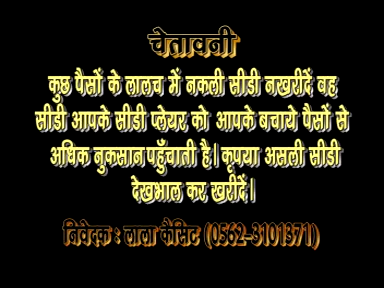 चेतावनी
कुछ पैसों के लालच में नकली सीडी नखरीदें वह
सीडी आपके सीडी प्लेयर को आपके बचाये पैसों से
अधिक नुकसान पहुँचाती है। कृपया असली सीडी
देखभाल कर खरीदें।
निवेदक : लाला कैसिट (0562-3101371)